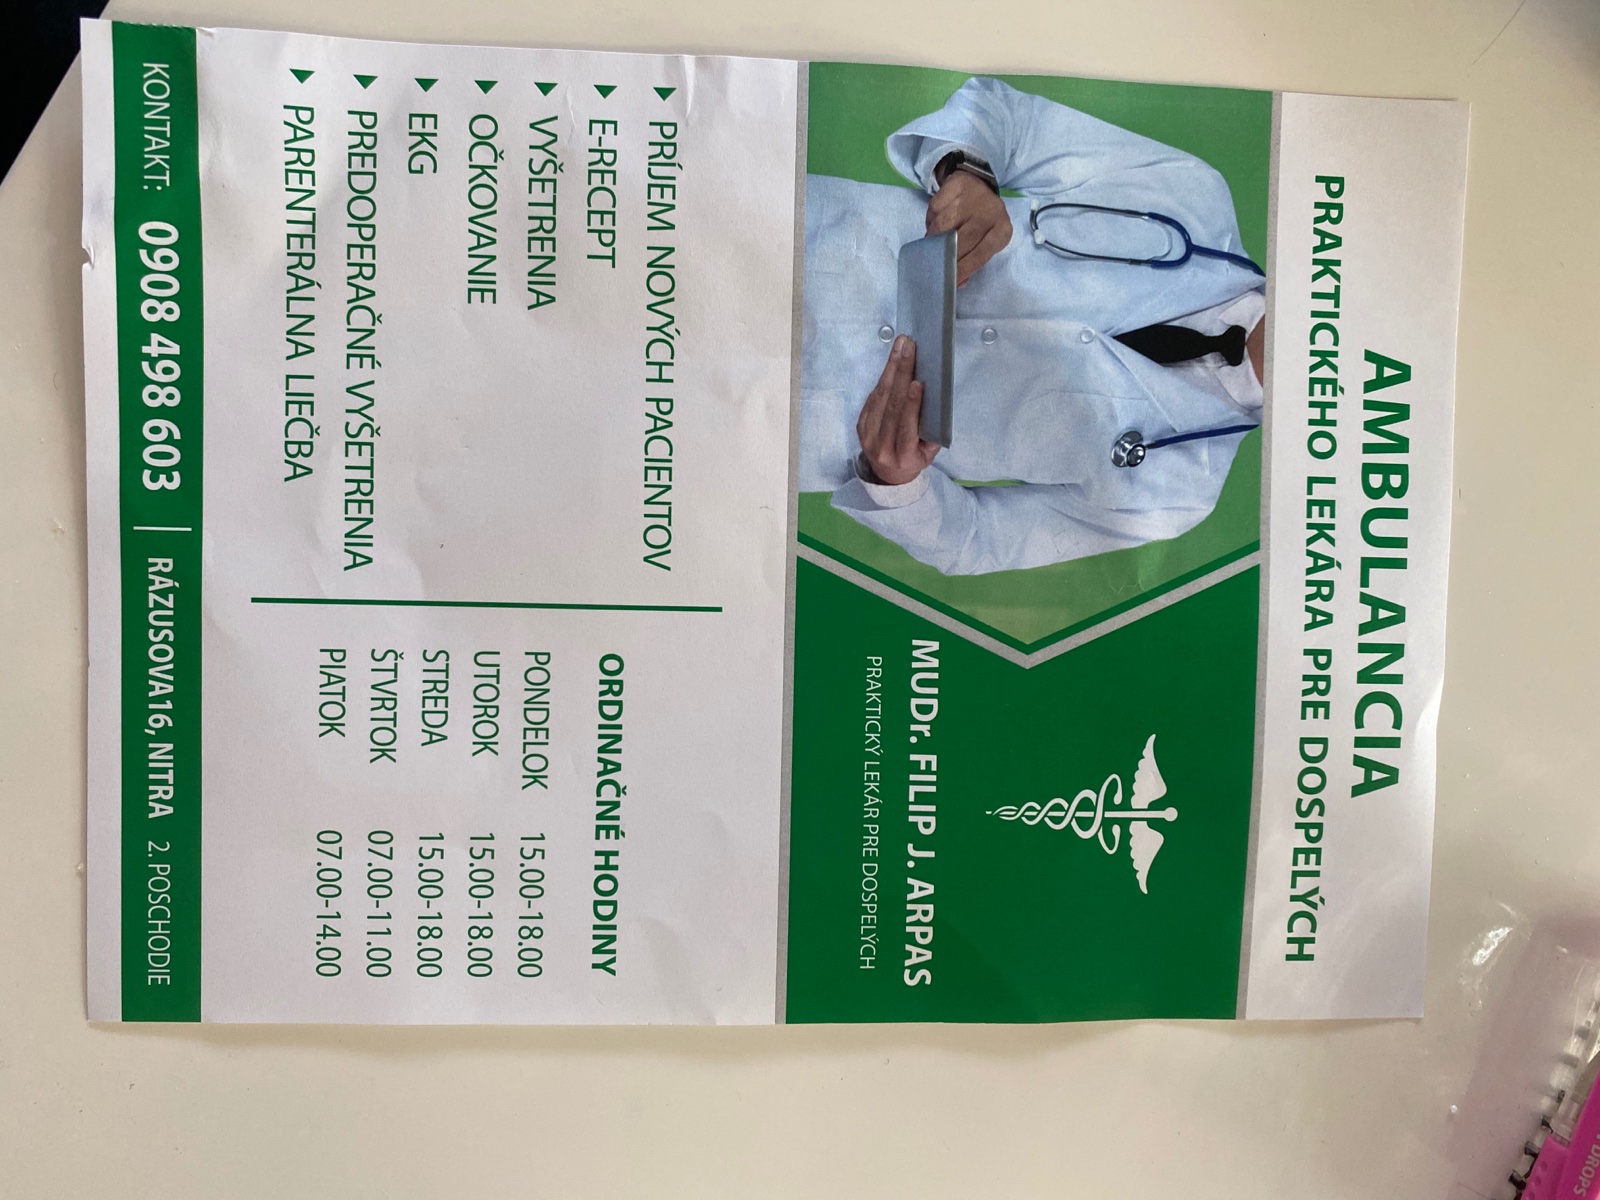 AMBULANCIA
PRAKTICKÉHO LEKÁRA PRE DOSPELÝCH
MUDr. FILIP J. ARPAS
PRAKTICKÝ LEKÁR PRE DOSPELÝCH
PRÍJEM NOVÝCH PACIENTOV
E-RECEPT
VYŠETRENIA
OČKOVANIE
EKG
PREDOPERAČNÉ VYŠETRENIA
PARENTERÁLNA LIEČBA
ORDINAČNÉ HODINY
PONDELOK 15.00-18.00
UTOROK 15.00-18.00
STREDA 15.00-18.00
ŠTVRTOK 07.00-11.00
PIATOK 07.00-14.00
KONTAKT: 0908 498 603 | RÁZUSOVA16, NITRA 2. POSCHODIE
DROPS